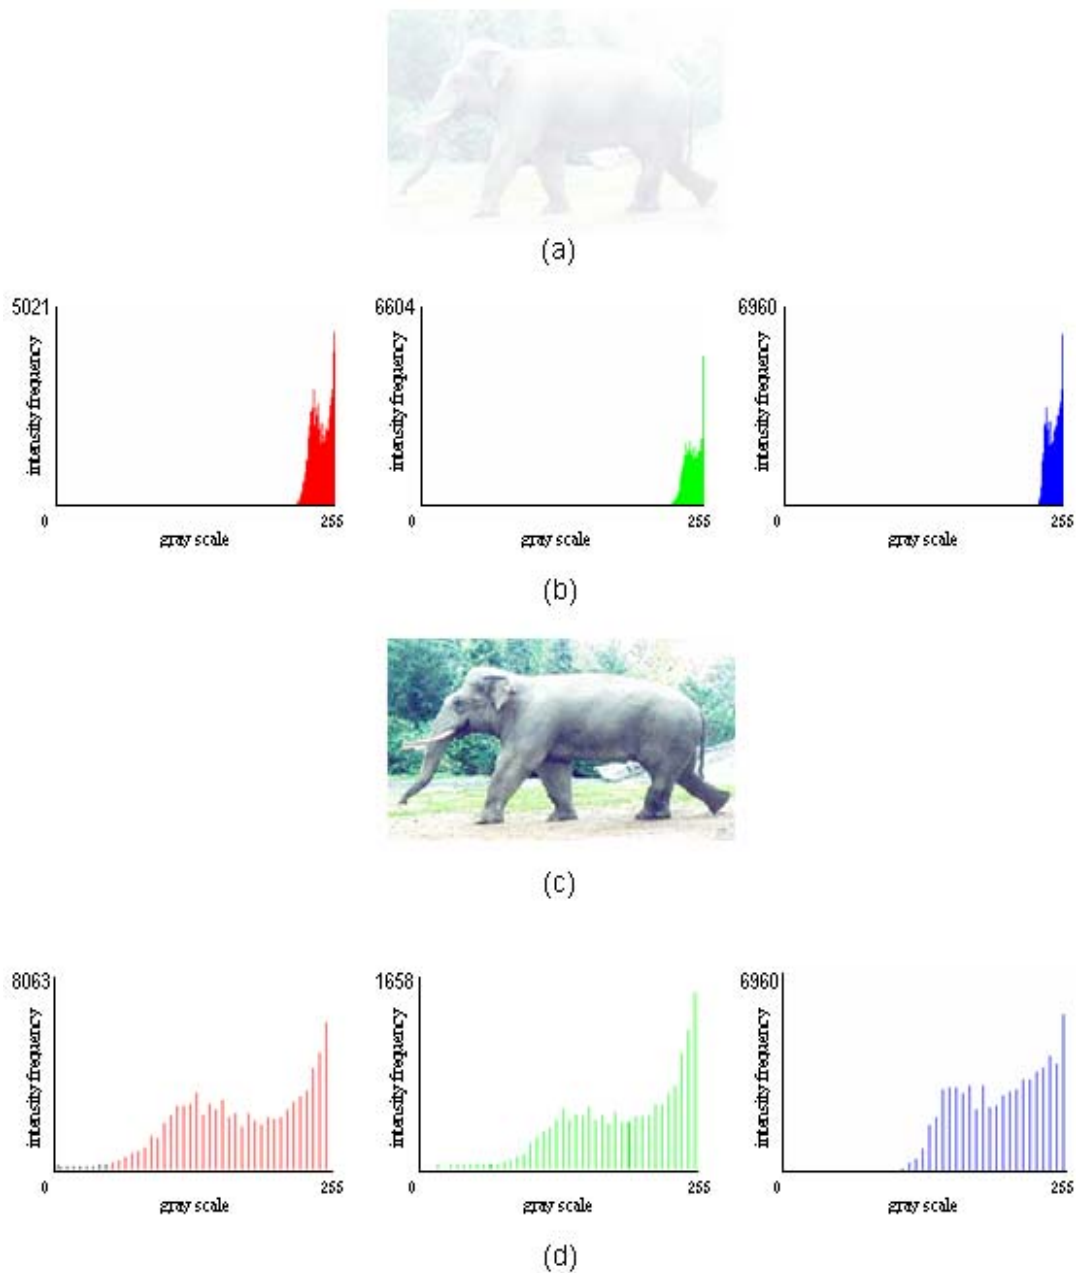 (a)
5021
intensity frequency
0
255
gray scale
6604
intensity frequency
0
255
gray scale
6960
intensity frequency
0
255
gray scale
(b)
(c)
8063
intensity frequency
0
255
gray scale
1658
intensity frequency
0
255
gray scale
6960
intensity frequency
0
255
gray scale
(d)